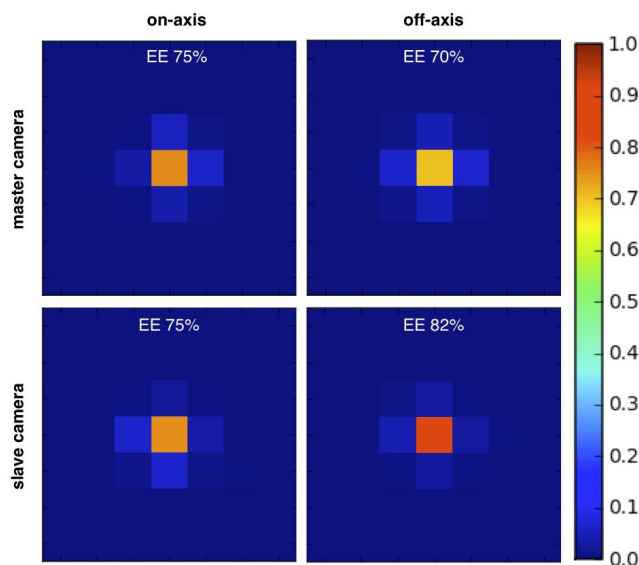 on-axis
off-axis
master camera
EE 75%
EE 70%
slave camera
EE 75%
EE 82%
1.0
0.9
0.8
0.7
0.6
0.5
0.4
0.3
0.2
0.1
0.0